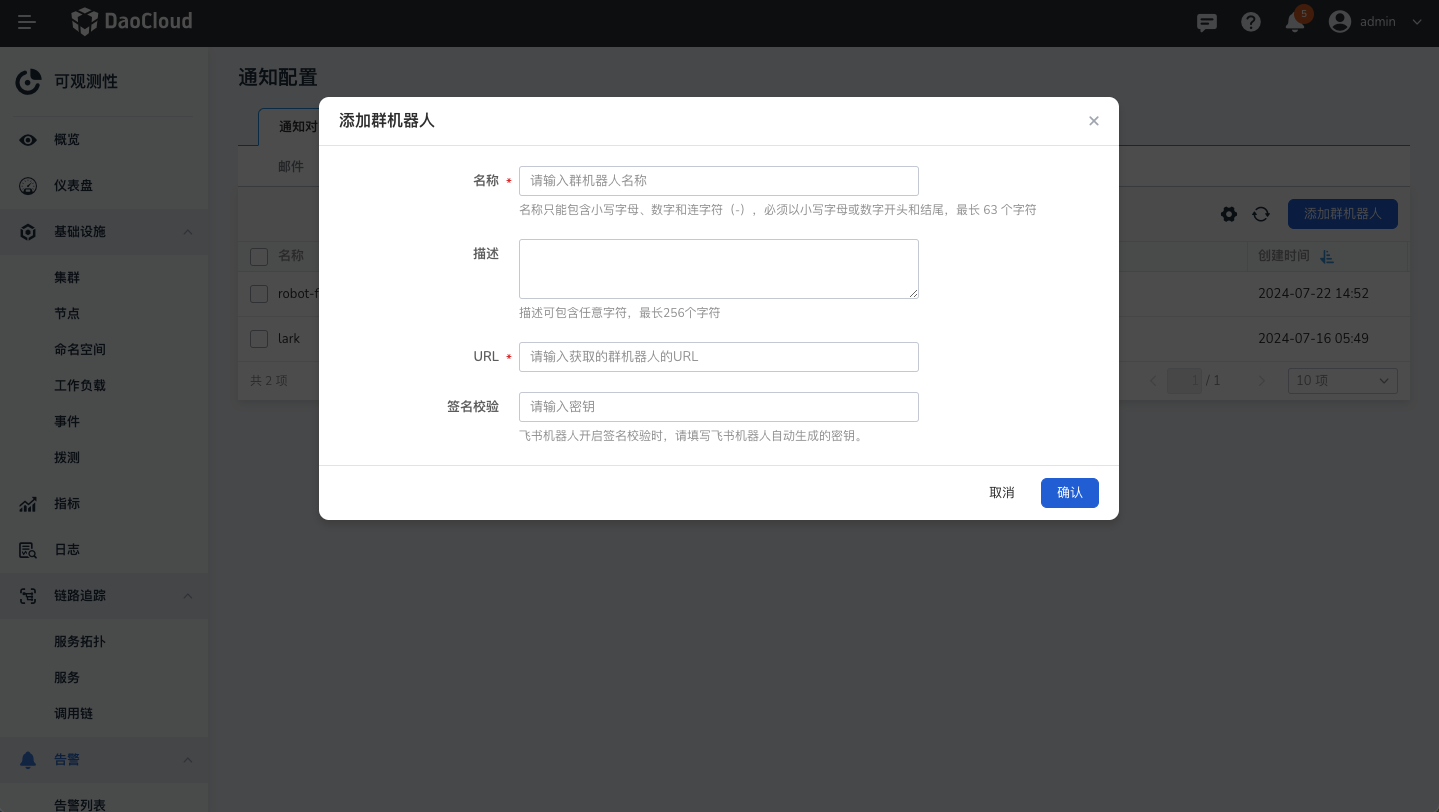 DaoCloud
5
admin
可观测性
概览
仪表盘
基础设施
集群
节点
命名空间
工作负载
事件
拨测
指标
日志
链路追踪
服务拓扑
服务
调用链
告警
告警列表
通知配置
通知对
邮件
添加群机器人
名称
创建时间
robot-f
2024-07-22 14:52
lark
2024-07-16 05:49
共 2 项
1 / 1
10 项
添加群机器人
名称 *
请输入群机器人名称
名称只能包含小写字母、数字和连字符（-），必须以小写字母或数字开头和结尾，最长 63 个字符
描述
描述可包含任意字符，最长256个字符
URL *
请输入获取的群机器人的URL
签名校验
请输入密钥
飞书机器人开启签名校验时，请填写飞书机器人自动生成的密钥。
取消
确认